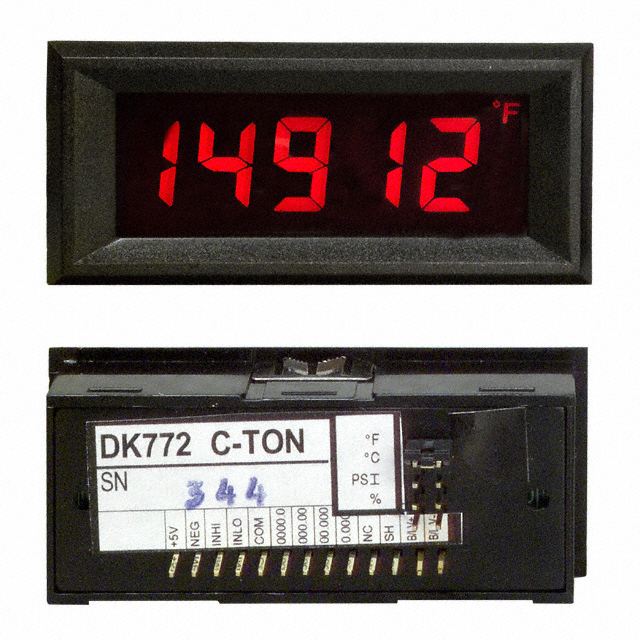 14912 °F
DK772 C-TON
SN 344
°F
°C
PSI
%
+5V
NEG
INHI
INLO
COM
0000.0
000.00
00.000
0.000
NC
SH